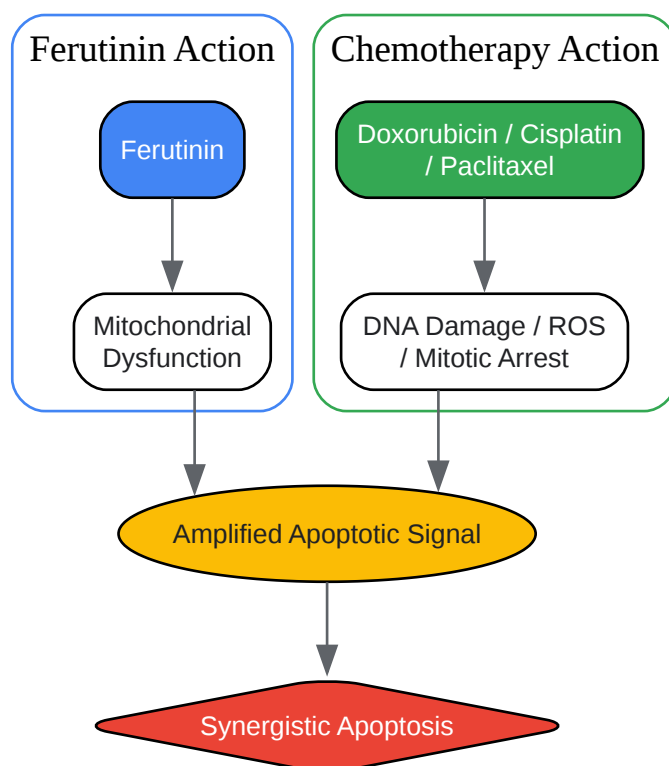 Ferutinin Action
Chemotherapy Action
Ferutinin
Doxorubicin / Cisplatin
/ Paclitaxel
Mitochondrial
Dysfunction
DNA Damage / ROS
/ Mitotic Arrest
Amplified Apoptotic Signal
Synergistic Apoptosis